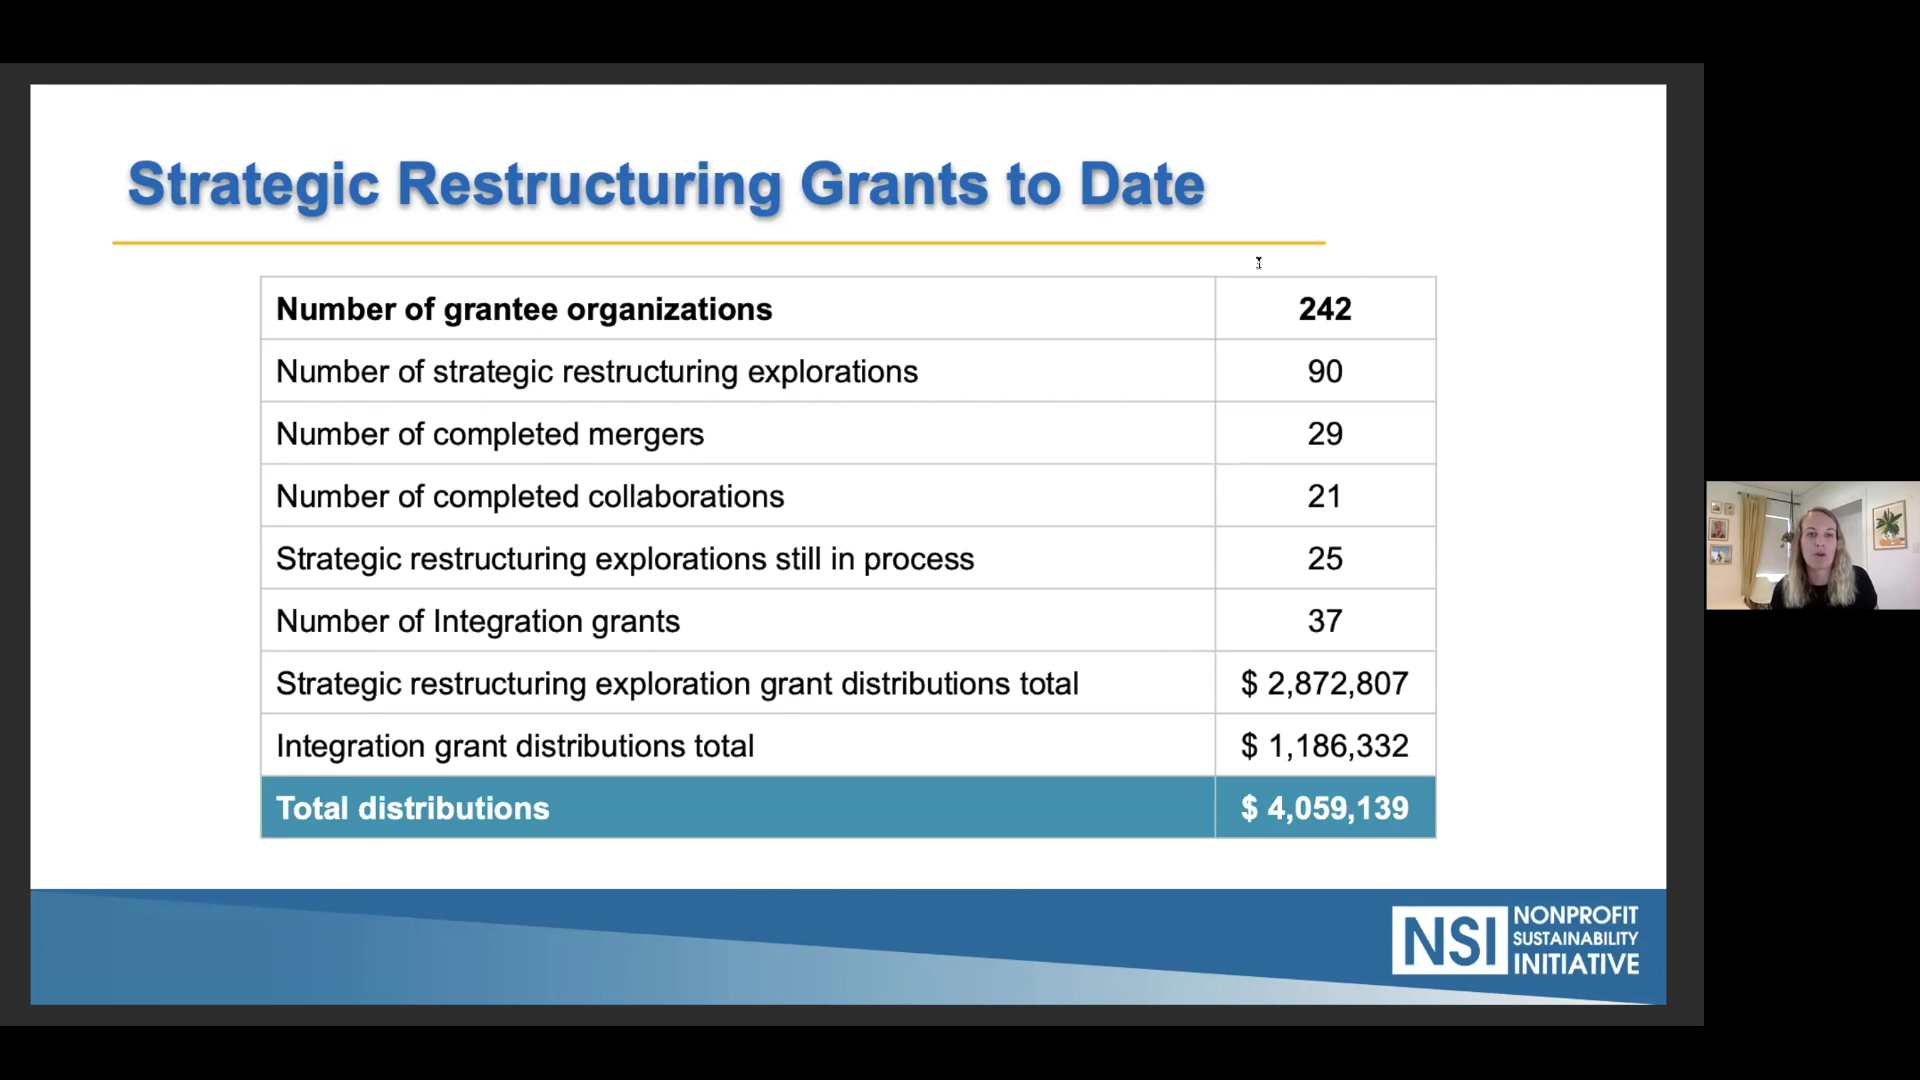 Strategic Restructuring Grants to Date
Number of grantee organizations 242
Number of strategic restructuring explorations 90
Number of completed mergers 29
Number of completed collaborations 21
Strategic restructuring explorations still in process 25
Number of Integration grants 37
Strategic restructuring exploration grant distributions total $ 2,872,807
Integration grant distributions total $ 1,186,332
Total distributions $ 4,059,139
NSI
NONPROFIT
SUSTAINABILITY
INITIATIVE